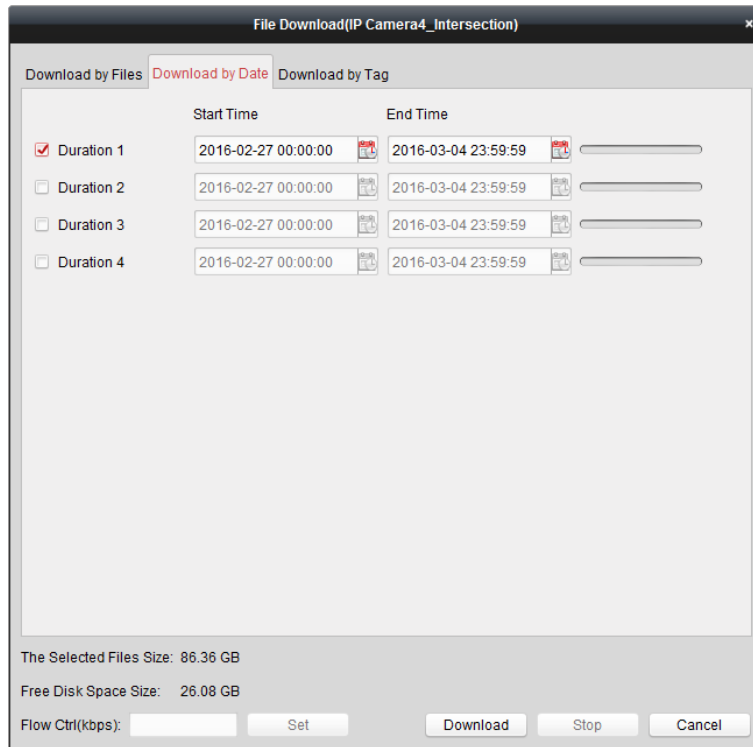 File Download(IP Camera4_Intersection) ×
Download by Files Download by Date Download by Tag
Start Time End Time
Duration 1 2016-02-27 00:00:00 2016-03-04 23:59:59
Duration 2 2016-02-27 00:00:00 2016-03-04 23:59:59
Duration 3 2016-02-27 00:00:00 2016-03-04 23:59:59
Duration 4 2016-02-27 00:00:00 2016-03-04 23:59:59
The Selected Files Size: 86.36 GB
Free Disk Space Size: 26.08 GB
Flow Ctrl(kbps): Set Download Stop Cancel